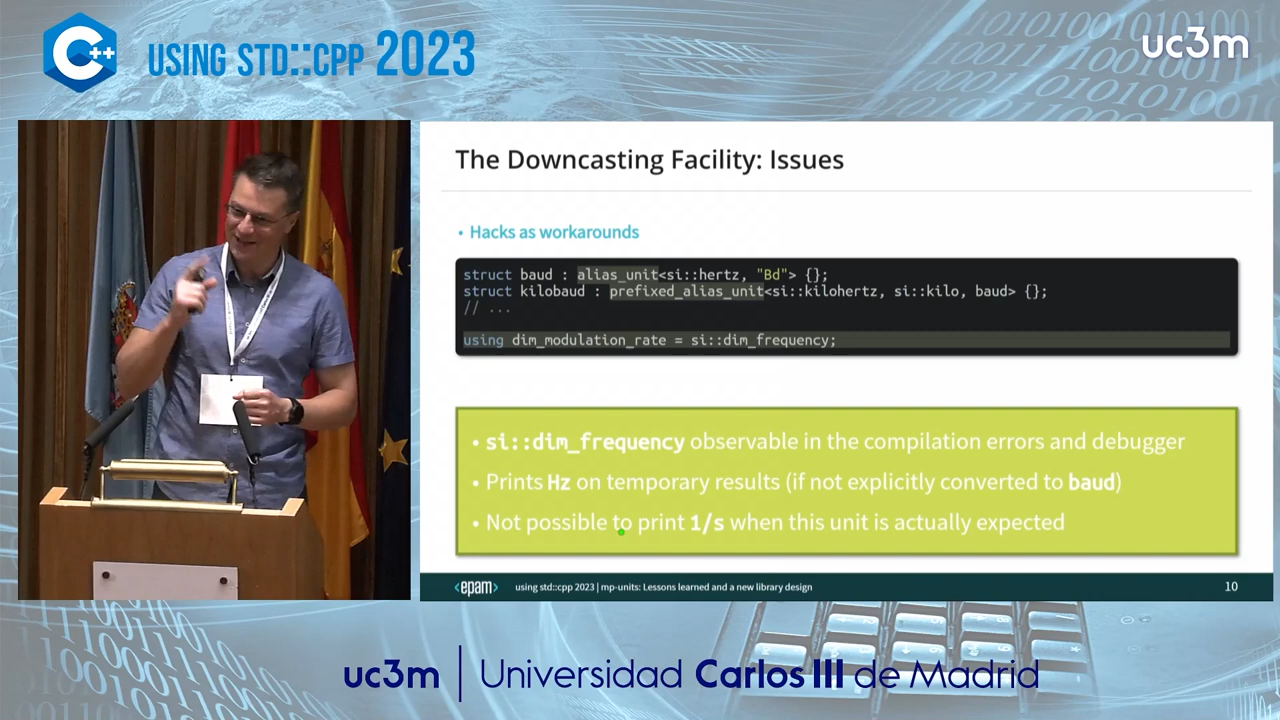 C++
USING STD::CPP 2023
uc3m
The Downcasting Facility: Issues
• Hacks as workarounds
struct baud : alias_unit<si::hertz, "Bd"> {};
struct kilobaud : prefixed_alias_unit<si::kilohertz, si::kilo, baud> {};
// ...
using dim_modulation_rate = si::dim_frequency;
• si::dim_frequency observable in the compilation errors and debugger
• Prints Hz on temporary results (if not explicitly converted to baud)
• Not possible to print 1/s when this unit is actually expected
<epam> using std::cpp 2023 | mp-units: Lessons learned and a new library design 10
uc3m | Universidad Carlos III de Madrid